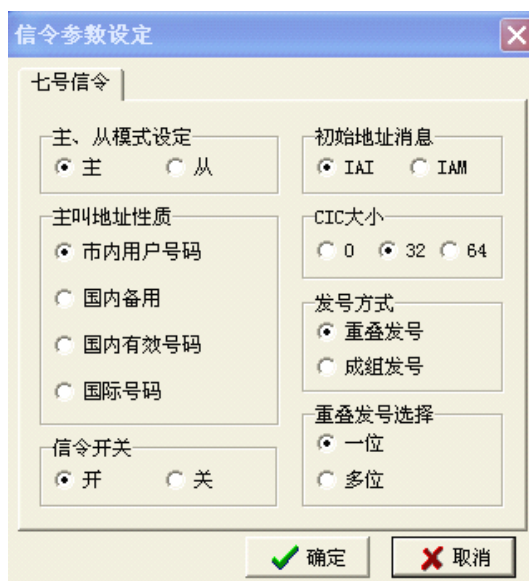 信令参数设定
七号信令
主、从模式设定
主 从
主叫地址性质
市内用户号码
国内备用
国内有效号码
国际号码
信令开关
开 关
初始地址消息
IAI IAM
CIC大小
0 32 64
发号方式
重叠发号
成组发号
重叠发号选择
一位
多位
确定 取消